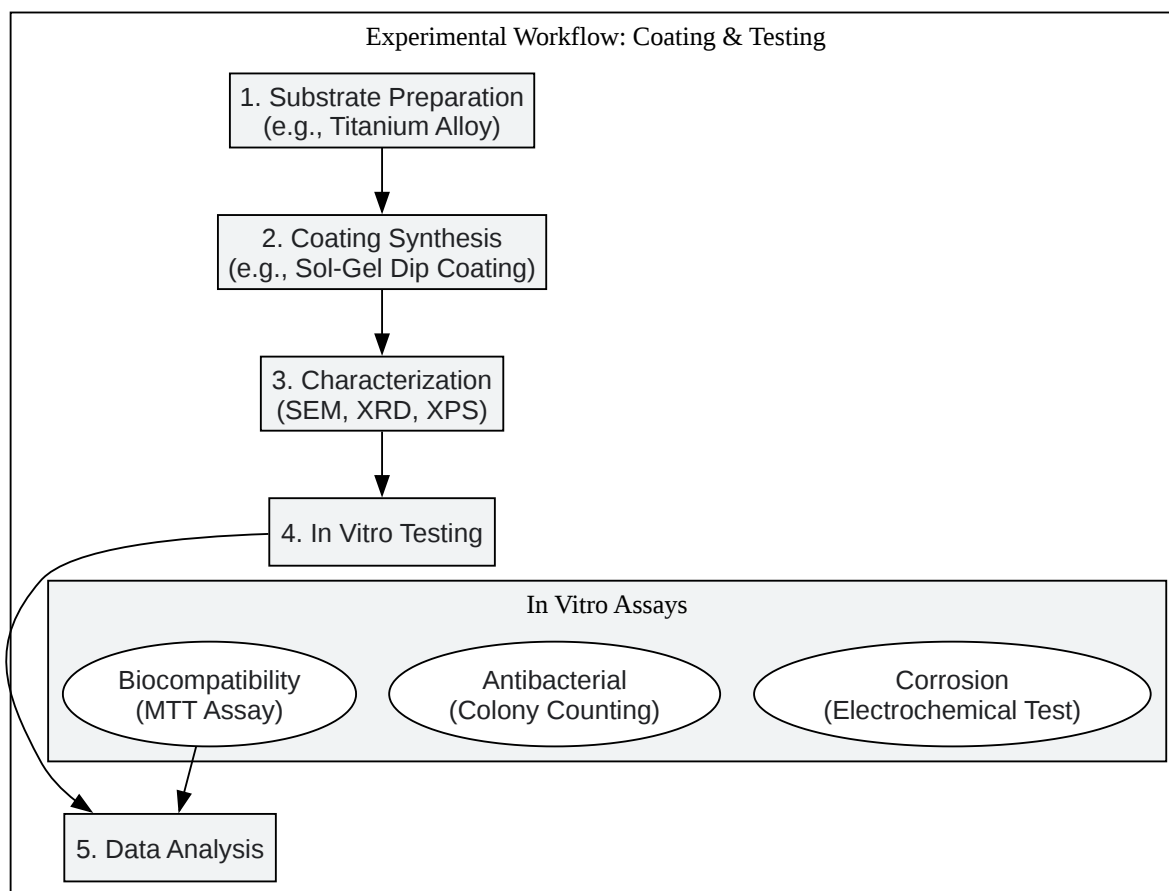 Experimental Workflow: Coating & Testing
1. Substrate Preparation
(e.g., Titanium Alloy)
2. Coating Synthesis
(e.g., Sol-Gel Dip Coating)
3. Characterization
(SEM, XRD, XPS)
4. In Vitro Testing
In Vitro Assays
Biocompatibility
(MTT Assay)
Antibacterial
(Colony Counting)
Corrosion
(Electrochemical Test)
5. Data Analysis